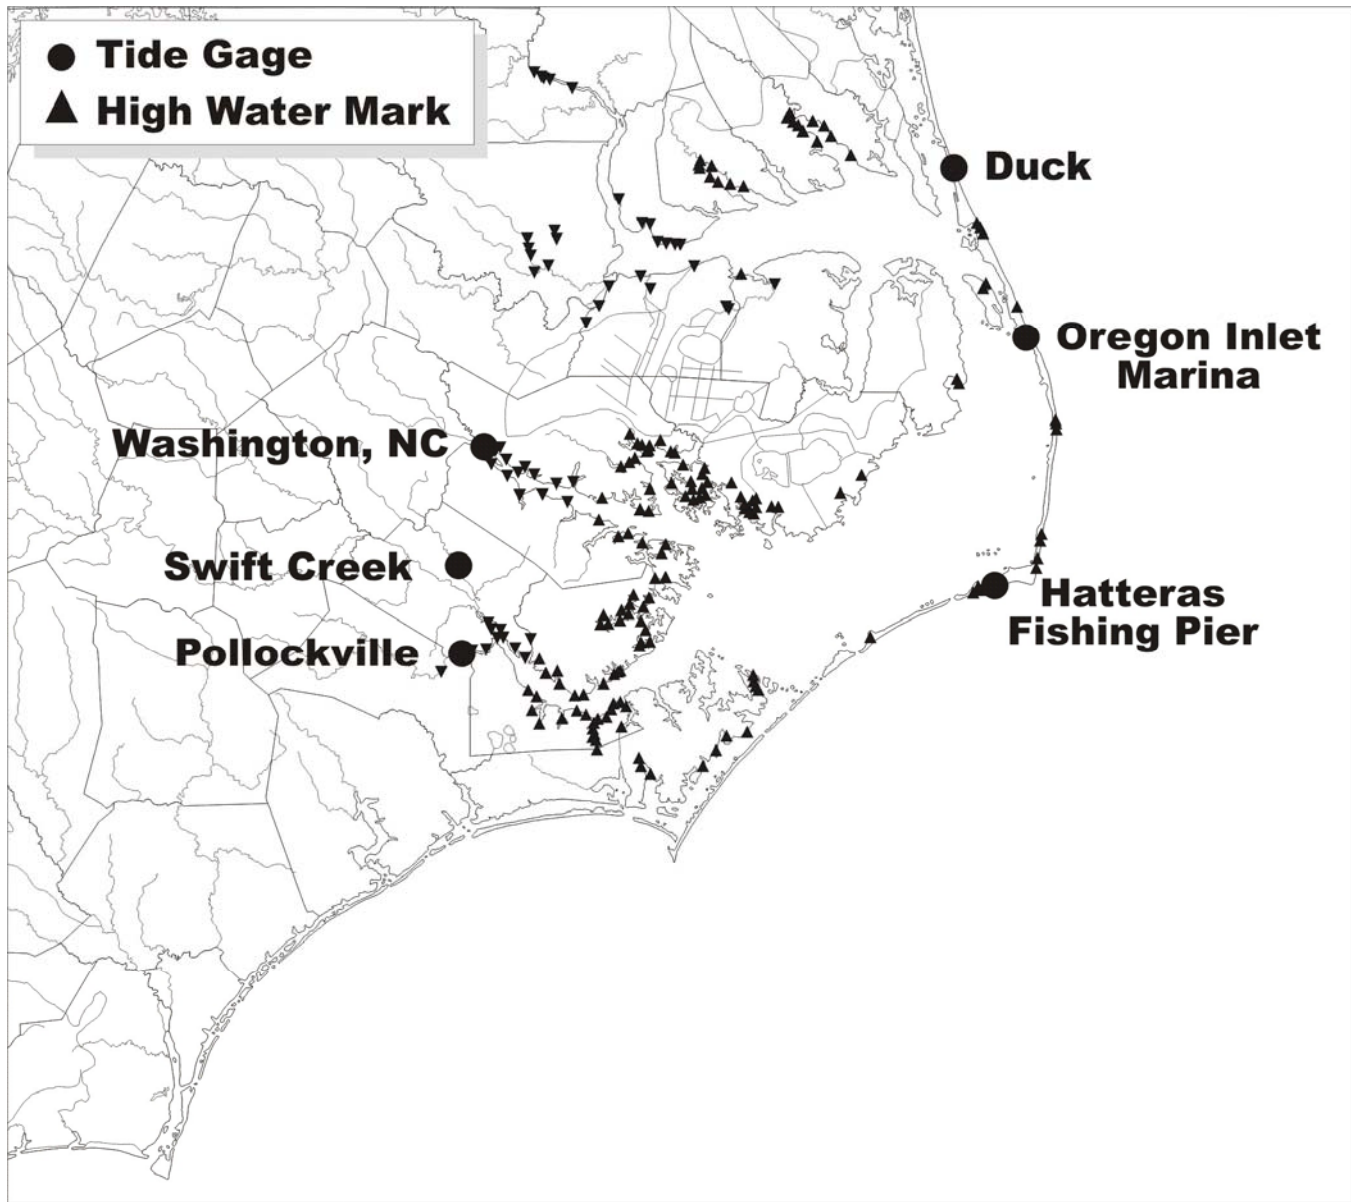 Tide Gage
High Water Mark
Duck
Oregon Inlet
Marina
Washington, NC
Swift Creek
Hatteras
Fishing Pier
Pollockville